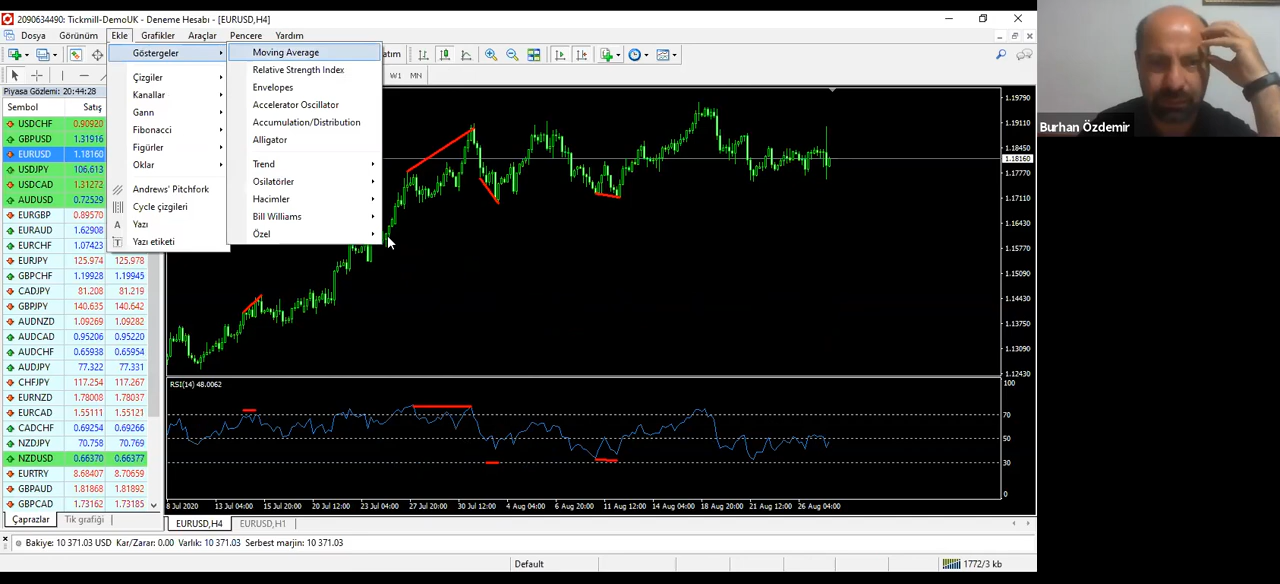 2090634490: Tickmill-DemoUK - Deneme Hesabı - [EURUSD,H4]
Dosya Görünüm Ekle Grafikler Araçlar Pencere Yardım
Göstergeler
Çizgiler
Kanallar
Gann
Fibonacci
Figürler
Oklar
Andrews' Pitchfork
Cycle çizgileri
Yazı
Yazı etiketi
Moving Average
Relative Strength Index
Envelopes
Accelerator Oscillator
Accumulation/Distribution
Alligator
Trend
Osilatörler
Hacimler
Bill Williams
Özel
W1 MN
Piyasa Gözlemi: 20:44:28
Sembol Satış
USDCHF 0.90920
GBPUSD 1.31916
EURUSD 1.18160
USDJPY 106.613
USDCAD 1.31272
AUDUSD 0.72529
EURGBP 0.89570
EURAUD 1.62908
EURCHF 1.07423
EURJPY 125.974 125.978
GBPCHF 1.19928 1.19945
CADJPY 81.208 81.219
GBPJPY 140.635 140.642
AUDNZD 1.09269 1.09282
AUDCAD 0.95206 0.95220
AUDCHF 0.65938 0.65954
AUDJPY 77.322 77.331
CHFJPY 117.254 117.267
EURNZD 1.78008 1.78037
EURCAD 1.55111 1.55121
CADCHF 0.69254 0.69266
NZDJPY 70.758 70.769
NZDUSD 0.66370 0.66377
EURTRY 8.68407 8.70659
GBPAUD 1.81868 1.81892
GBPCAD 1.73162 1.73185
Çaprazlar Tik grafiği
1.19790
1.19110
1.18450
1.18160
1.17710
1.16430
1.15770
1.15090
1.14430
1.13750
1.13090
1.12430
RSI(14) 48.0062
100
70
50
30
0
8 Jul 2020 13 Jul 04:00 15 Jul 20:00 20 Jul 12:00 23 Jul 04:00 27 Jul 20:00 30 Jul 12:00 4 Aug 04:00 6 Aug 20:00 11 Aug 12:00 14 Aug 04:00 18 Aug 20:00 21 Aug 12:00 26 Aug 04:00
EURUSD,H4 EURUSD,H1
Bakiye: 10 371.03 USD Kar/Zarar: 0.00 Varlık: 10 371.03 Serbest marjin: 10 371.03
Default
1772/3 kb
Burhan Özdemir